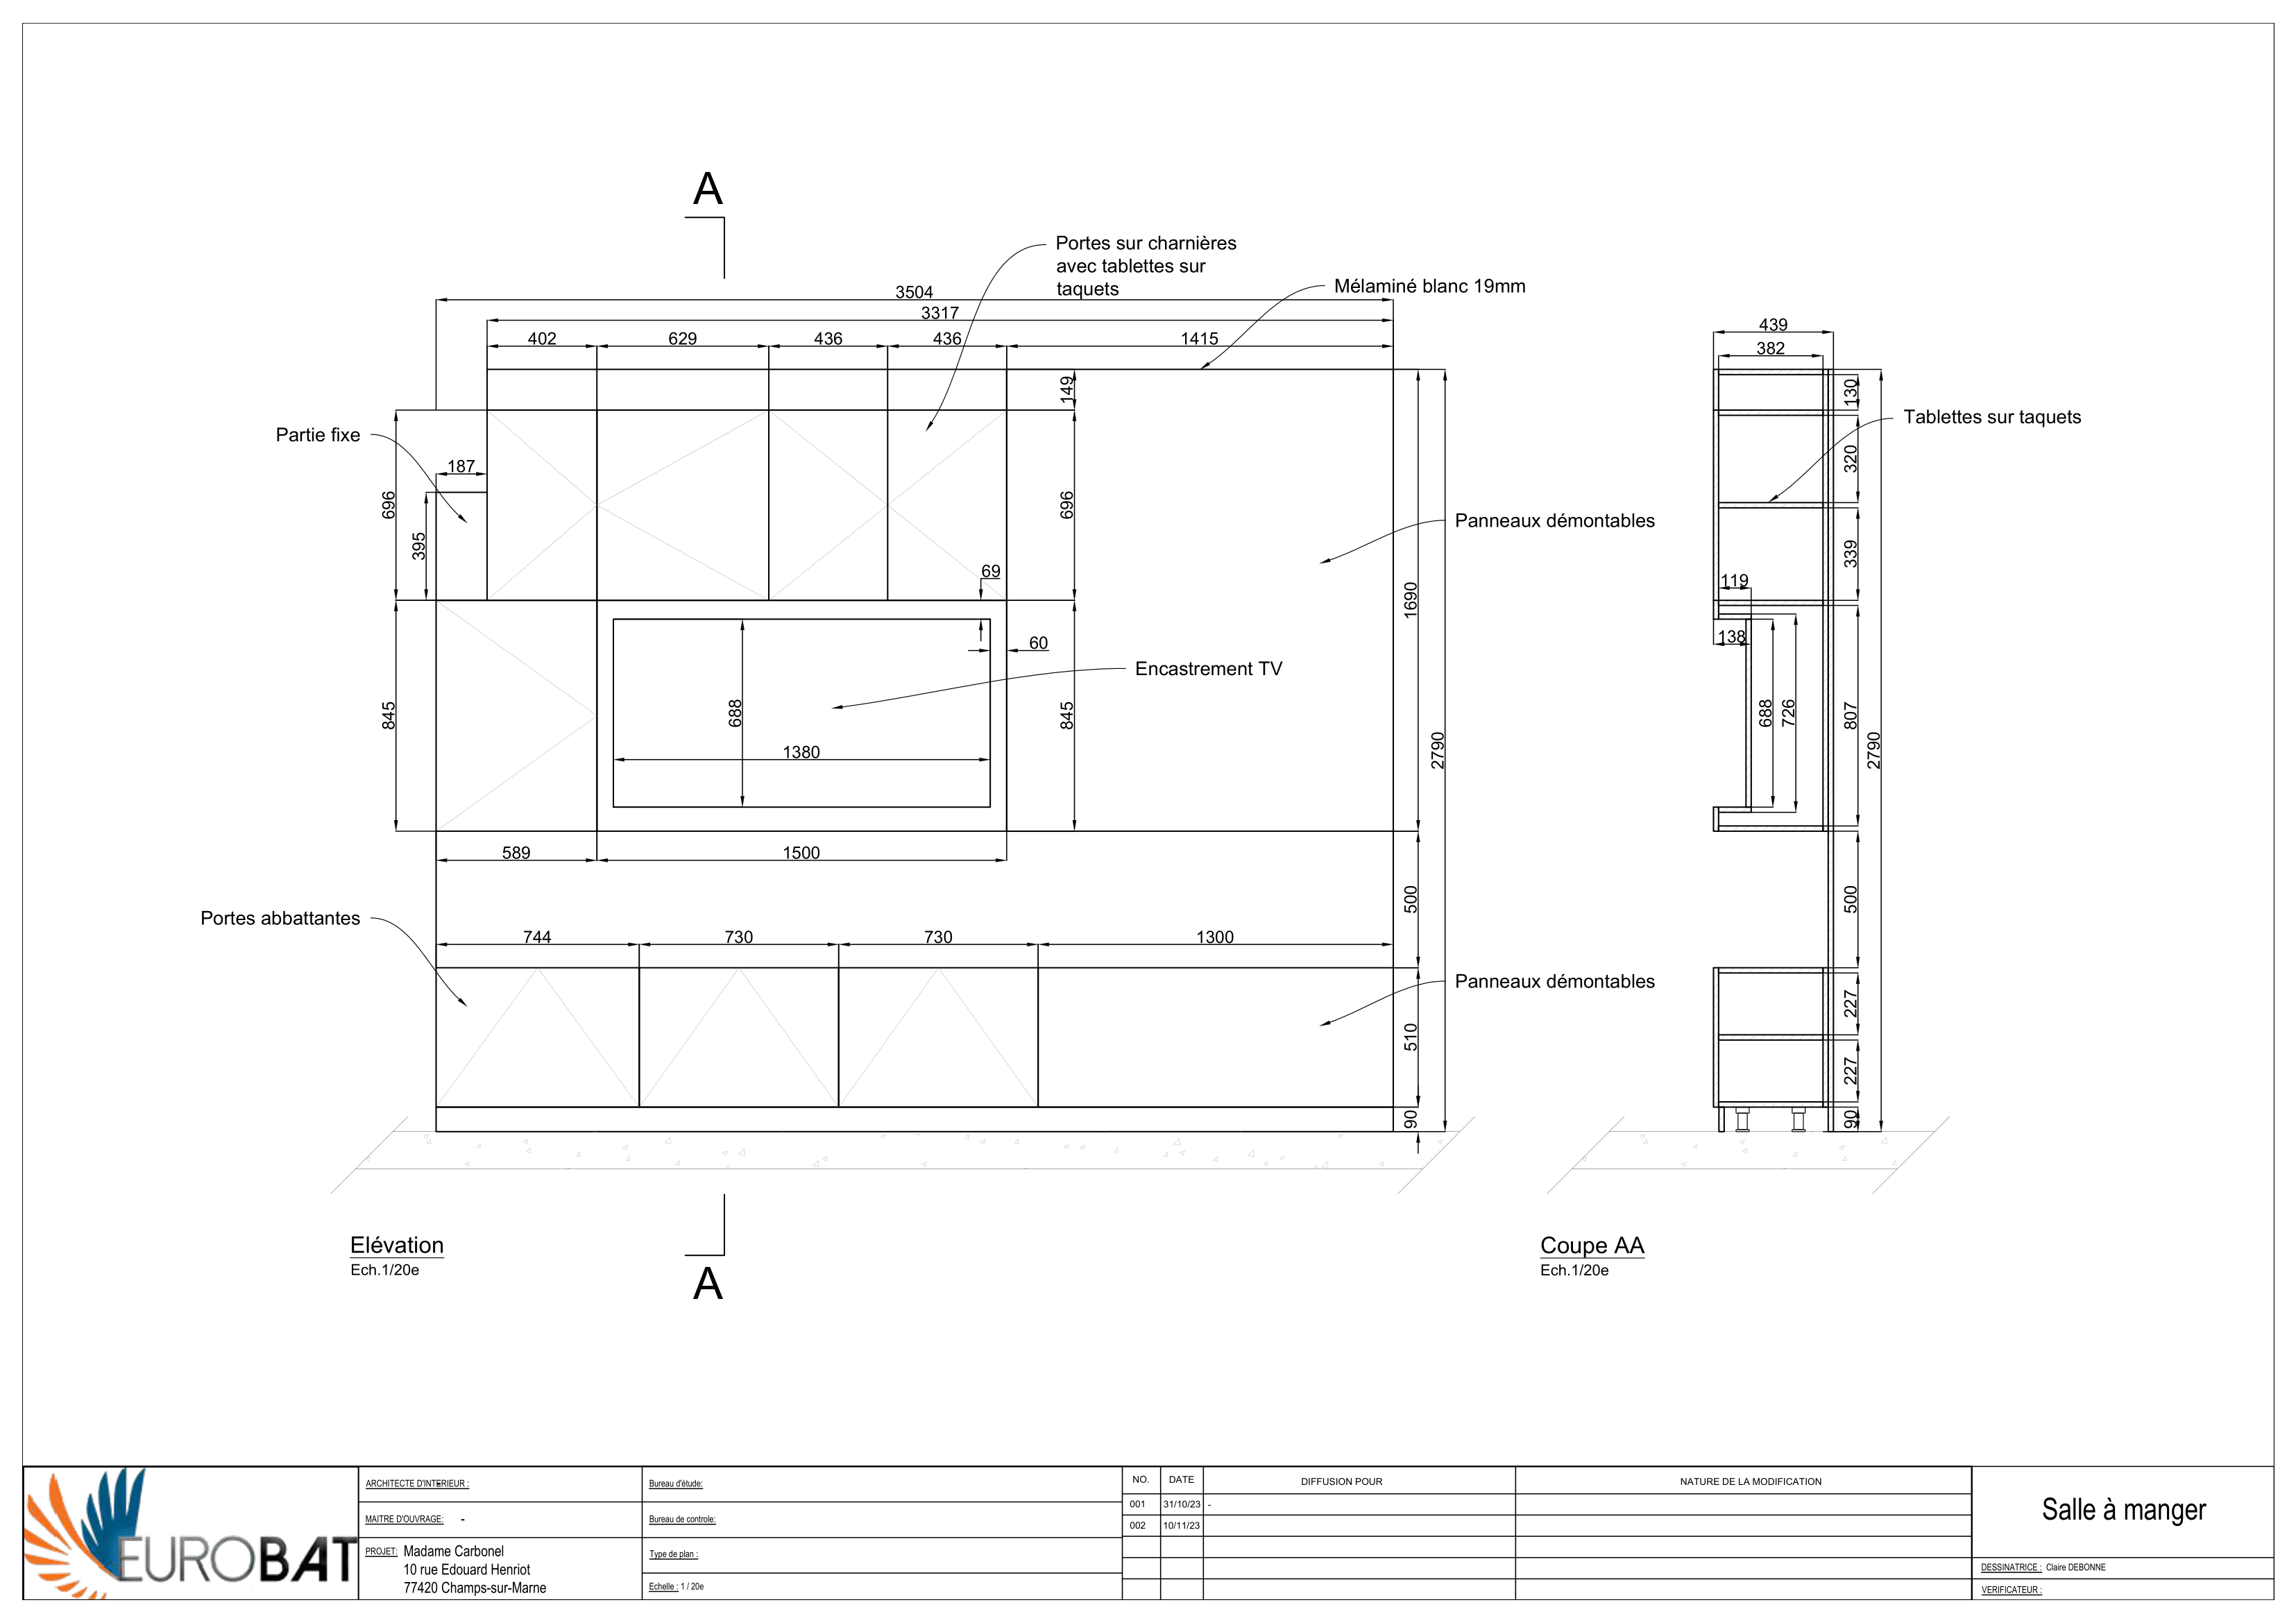 A
Portes sur charnières
avec tablettes sur
taquets
Mélaminé blanc 19mm
3504
3317
402
629
436
436
1415
149
439
382
130
Tablettes sur taquets
Partie fixe
187
696
395
696
320
339
Panneaux démontables
69
1690
119
60
138
Encastrement TV
845
688
1380
845
2790
688
726
807
2790
589
1500
500
500
Portes abbattantes
744
730
730
1300
Panneaux démontables
510
227
227
90
90
Elévation
Ech.1/20e
A
Coupe AA
Ech.1/20e
EUROBAT
ARCHITECTE D'INTERIEUR : -
MAITRE D'OUVRAGE: -
PROJET: Madame Carbonel
10 rue Edouard Henriot
77420 Champs-sur-Marne
Bureau d'étude:
Bureau de controle:
Type de plan :
Echelle : 1 / 20e
NO. DATE DIFFUSION POUR NATURE DE LA MODIFICATION
001 31/10/23 -
002 10/11/23
Salle à manger
DESSINATRICE : Claire DEBONNE
VERIFICATEUR :